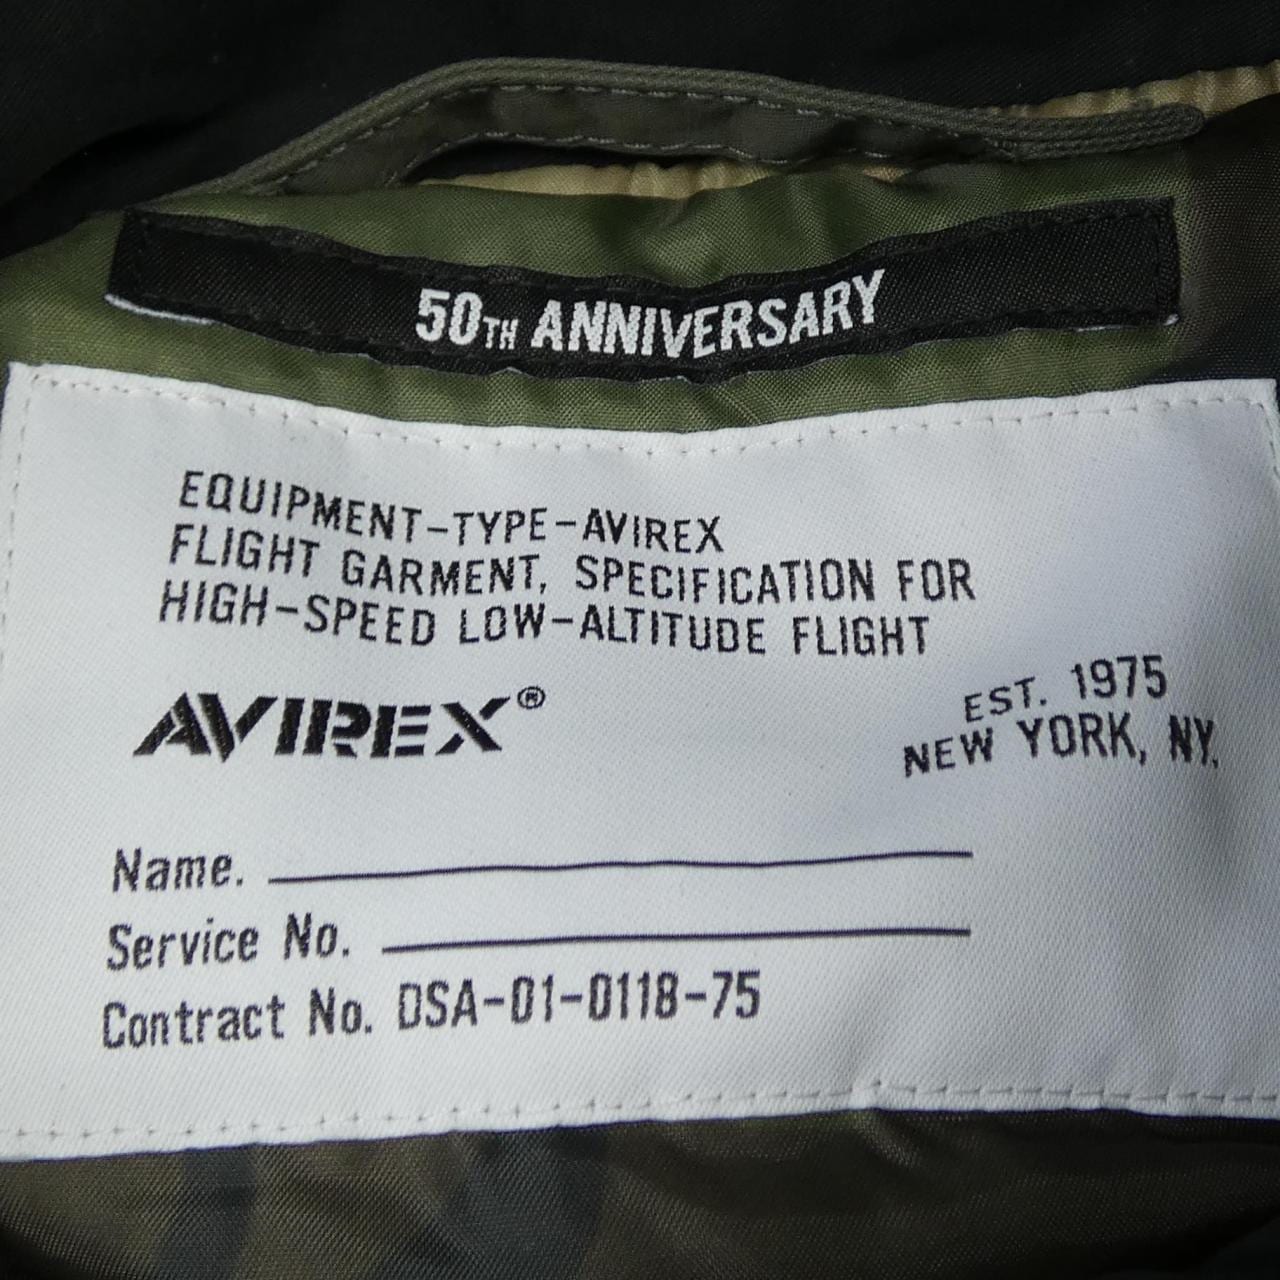 50TH ANNIVERSARY
EQUIPMENT-TYPE-AVIREX
FLIGHT GARMENT, SPECIFICATION FOR
HIGH-SPEED LOW-ALTITUDE FLIGHT
AVIREX®
EST. 1975
NEW YORK, NY.
Name.
Service No.
Contract No. DSA-01-0118-75